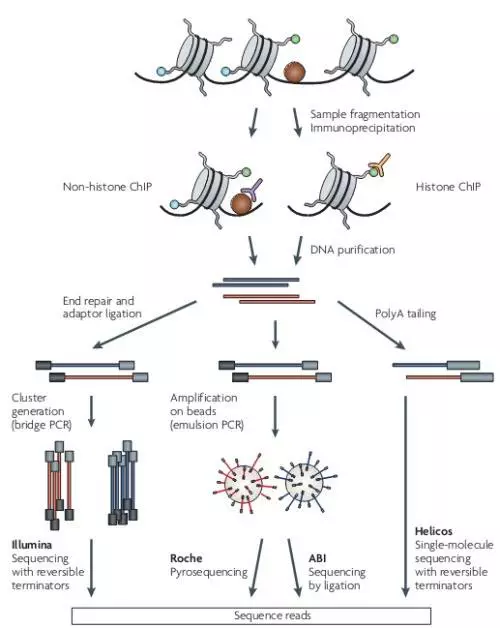 Sample fragmentation
Immunoprecipitation
Non-histone ChIP
Histone ChIP
DNA purification
End repair and
adaptor ligation
PolyA tailing
Cluster
generation
(bridge PCR)
Amplification
on beads
(emulsion PCR)
Illumina
Sequencing
with reversible
terminators
Roche
Pyrosequencing
ABI
Sequencing
by ligation
Helicos
Single-molecule
sequencing
with reversible
terminators
Sequence reads